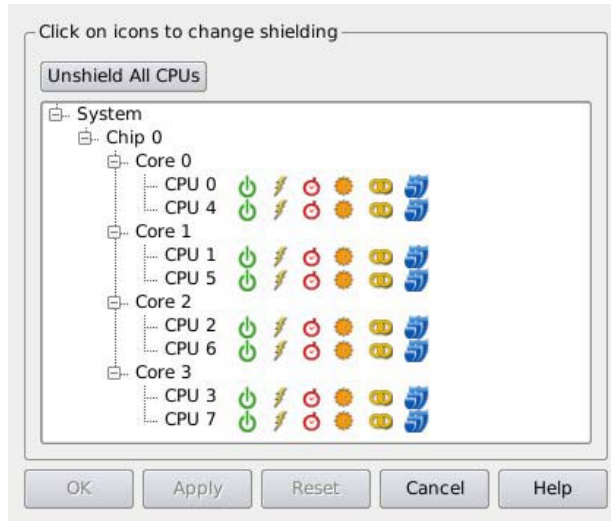 Click on icons to change shielding
Unshield All CPUs
System
Chip 0
Core 0
CPU 0
CPU 4
Core 1
CPU 1
CPU 5
Core 2
CPU 2
CPU 6
Core 3
CPU 3
CPU 7
OK Apply Reset Cancel Help